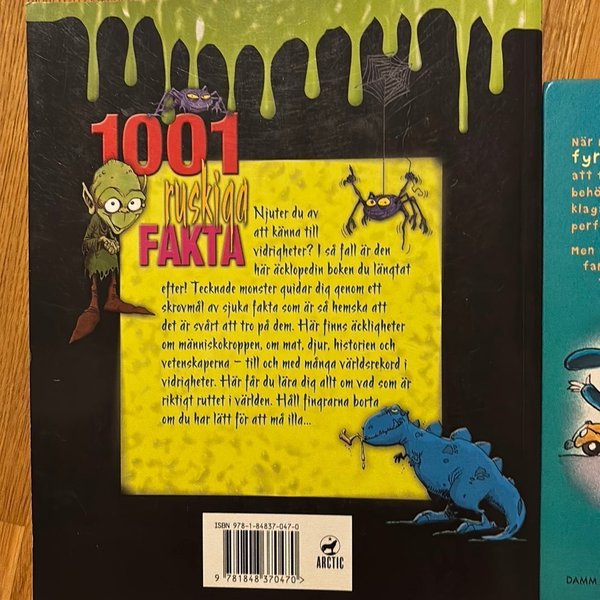 1001
ruskiga
FAKTA
Njuter du av
att känna till
vidrigheter? I så fall är den
här äcklopedin boken du längtat
efter! Tecknade monster guidar dig genom ett
skrovmål av sjuka fakta som är så hemska att
det är svårt att tro på dem. Här finns äckligheter
om människokroppen, om mat, djur, historien och
vetenskaperna – till och med många världsrekord i
vidrigheter. Här får du lära dig allt om vad som är
riktigt ruttet i världen. Håll fingrarna borta
om du har lätt för att må illa...
ISBN 978-1-84837-047-0
9 781848 370470 >
ARCTIC
När
fyr
att
behö
klag
perf
Men
fan
DAMM